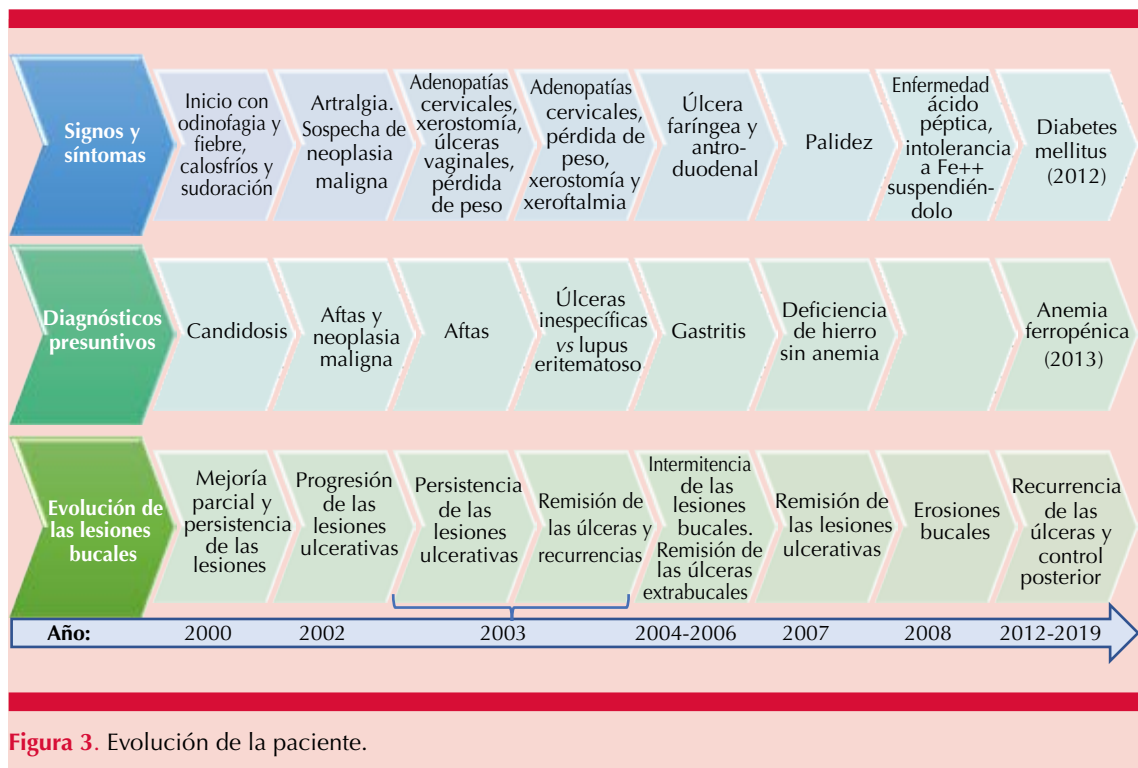 Signos y
síntomas
Inicio con
odinofagia y
fiebre,
calosfríos y
sudoración
Artralgia.
Sospecha de
neoplasia
maligna
Adenopatías
cervicales,
xerostomía,
úlceras
vaginales,
pérdida
de peso
Adenopatías
cervicales,
pérdida de
peso,
xerostomía y
xeroftalmia
Úlcera
faríngea y
antro-
duodenal
Palidez
Enfermedad
ácido
péptica,
intolerancia
a Fe++
suspendién-
dolo
Diabetes
mellitus
(2012)
Diagnósticos
presuntivos
Candidosis
Aftas y
neoplasia
maligna
Aftas
Úlceras
inespecíficas
vs lupus
eritematoso
Gastritis
Deficiencia
de hierro
sin anemia
Anemia
ferropénica
(2013)
Evolución de
las lesiones
bucales
Mejoría
parcial y
persistencia
de las
lesiones
Progresión
de las
lesiones
ulcerativas
Persistencia
de las
lesiones
ulcerativas
Remisión de
las úlceras y
recurrencias
Intermitencia
de las
lesiones
bucales.
Remisión de
las úlceras
extrabucales
Remisión de
las lesiones
ulcerativas
Erosiones
bucales
Recurrencia
de las
úlceras y
control
posterior
Año:
2000
2002
2003
2004-2006
2007
2008
2012-2019
Figura 3. Evolución de la paciente.